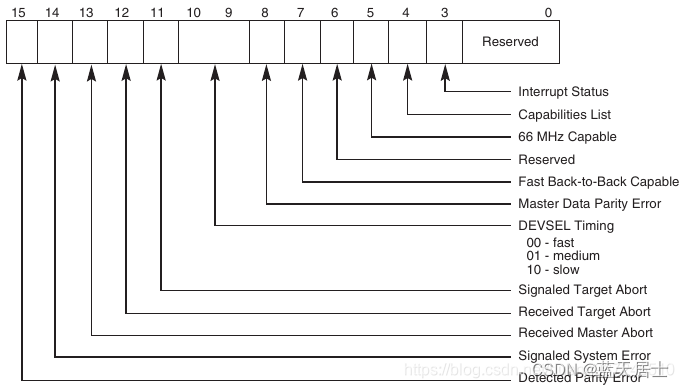 15 14 13 12 11 10 9 8 7 6 5 4 3 0
Reserved
Interrupt Status
Capabilities List
66 MHz Capable
Reserved
Fast Back-to-Back Capable
Master Data Parity Error
DEVSEL Timing
00 - fast
01 - medium
10 - slow
Signaled Target Abort
Received Target Abort
Received Master Abort
Signaled System Error
https://blog.csdn.n
CSDN @蓝天居士
Detected Parity Error